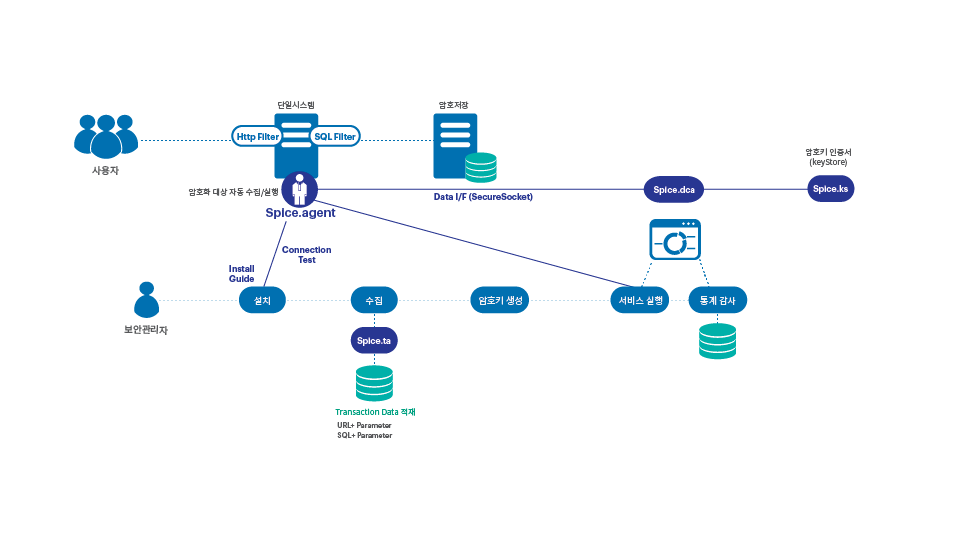 단일시스템
암호저장
Http Filter
SQL Filter
암호키 인증서
(keyStore)
사용자
암호화 대상 자동 수집/실행
Spice.agent
Data I/F (SecureSocket)
Spice.dca
Spice.ks
Connection
Test
Install
Guide
설치
수집
암호키 생성
서비스 실행
통계 감사
보안관리자
Spice.ta
Transaction Data 적재
URL+ Parameter
SQL+ Parameter